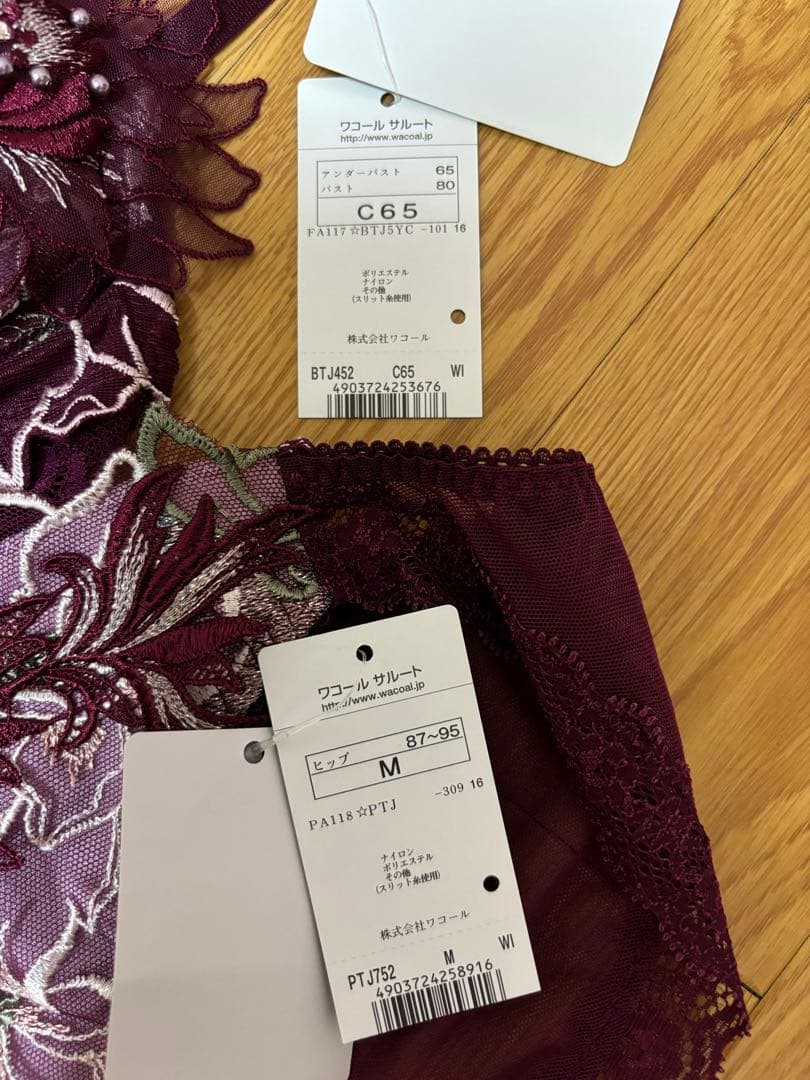 ワコール サルート
http://www.wacoal.jp
アンダーバスト 65
バスト 80
C65
FA117☆BTJ5YC -101 16
ポリエステル
ナイロン
その他
(スリット糸使用)
株式会社ワコール
BTJ452 C65 WI
4903724253676
ワコール サルート
http://www.wacoal.jp
ヒップ 87~95
M
PA118☆PTJ -309 16
ナイロン
ポリエステル
その他
(スリット糸使用)
株式会社ワコール
PTJ752 M WI
4903724258916